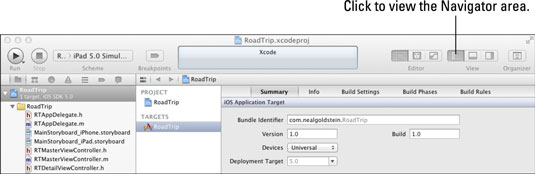 Click to view the Navigator area.
RoadTrip.xcodeproj
Run
Stop
R... iPad 5.0 Simul...
Scheme
Breakpoints
Xcode
Editor
View
Organizer
RoadTrip
1 target, iOS SDK 5.0
RoadTrip
RTAppDelegate.h
RTAppDelegate.m
MainStoryboard_iPhone.storyboard
MainStoryboard_iPad.storyboard
RTMasterViewController.h
RTMasterViewController.m
RTDetailViewController.h
RoadTrip
PROJECT
RoadTrip
TARGETS
RoadTrip
Summary Info Build Settings Build Phases Build Rules
iOS Application Target
Bundle Identifier com.nealgoldstein.RoadTrip
Version 1.0 Build 1.0
Devices Universal
Deployment Target 5.0